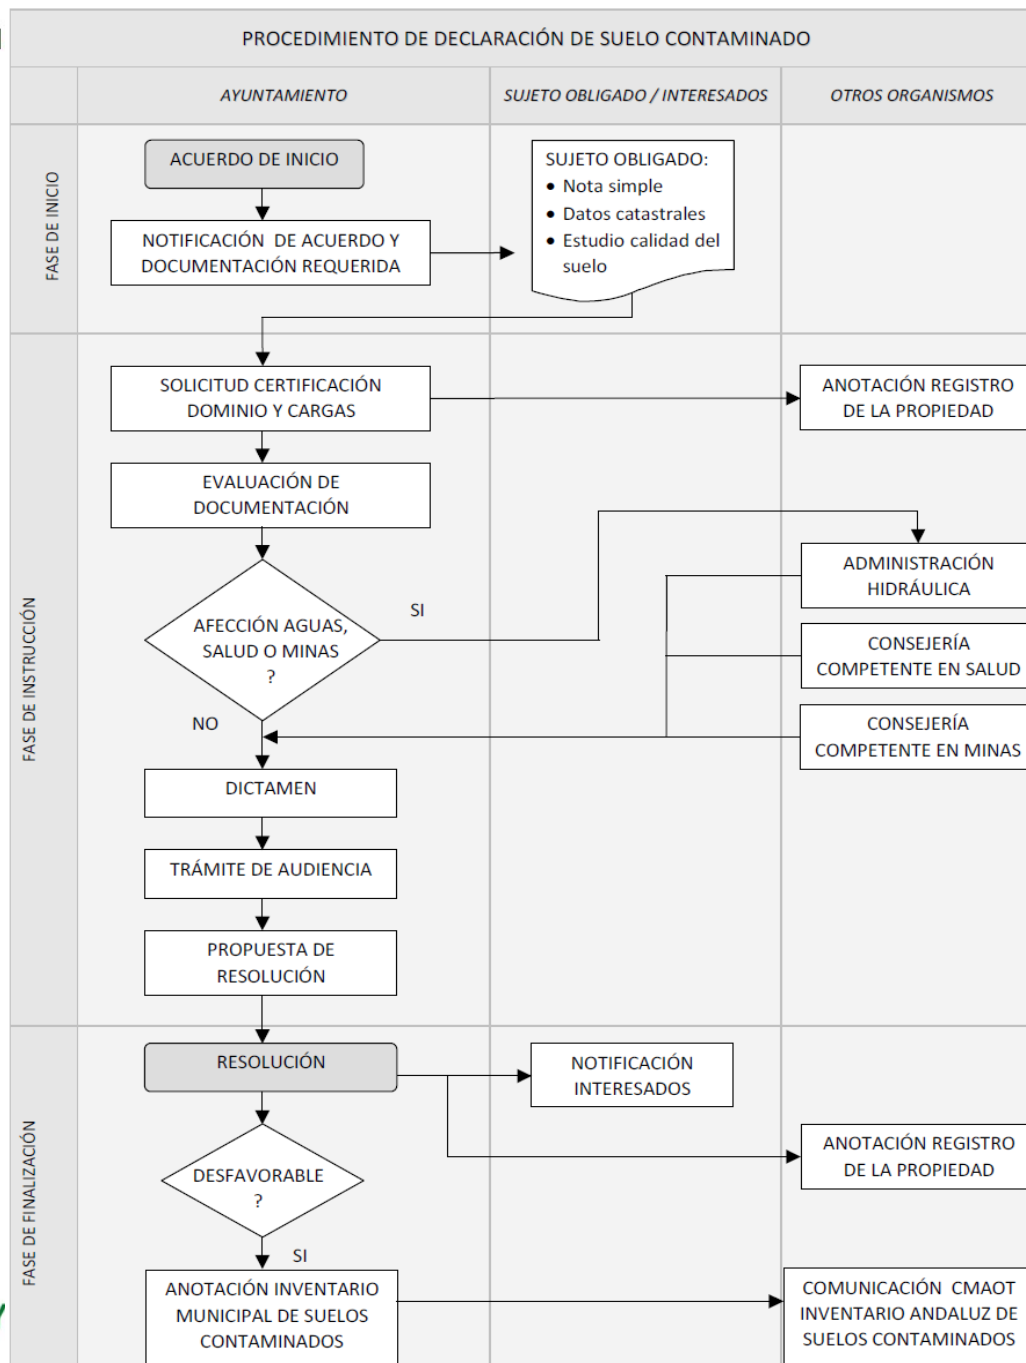 PROCEDIMIENTO DE DECLARACIÓN DE SUELO CONTAMINADO
AYUNTAMIENTO
SUJETO OBLIGADO / INTERESADOS
OTROS ORGANISMOS
FASE DE INICIO
ACUERDO DE INICIO
NOTIFICACIÓN DE ACUERDO Y
DOCUMENTACIÓN REQUERIDA
SUJETO OBLIGADO:
• Nota simple
• Datos catastrales
• Estudio calidad del
suelo
FASE DE INSTRUCCIÓN
SOLICITUD CERTIFICACIÓN
DOMINIO Y CARGAS
ANOTACIÓN REGISTRO
DE LA PROPIEDAD
EVALUACIÓN DE
DOCUMENTACIÓN
AFECCIÓN AGUAS,
SALUD O MINAS
?
SI
NO
ADMINISTRACIÓN
HIDRÁULICA
CONSEJERÍA
COMPETENTE EN SALUD
CONSEJERÍA
COMPETENTE EN MINAS
DICTAMEN
TRÁMITE DE AUDIENCIA
PROPUESTA DE
RESOLUCIÓN
FASE DE FINALIZACIÓN
RESOLUCIÓN
NOTIFICACIÓN
INTERESADOS
ANOTACIÓN REGISTRO
DE LA PROPIEDAD
DESFAVORABLE
?
SI
ANOTACIÓN INVENTARIO
MUNICIPAL DE SUELOS
CONTAMINADOS
COMUNICACIÓN CMAOT
INVENTARIO ANDALUZ DE
SUELOS CONTAMINADOS